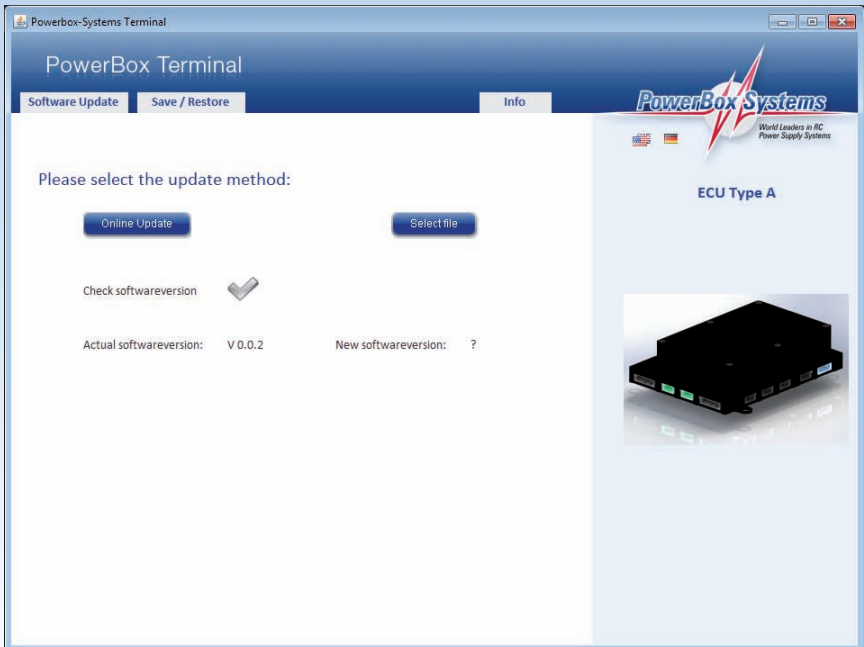 Powerbox-Systems Terminal
PowerBox Terminal
Software Update
Save / Restore
Info
PowerBox Systems
World Leaders in RC
Power Supply Systems
Please select the update method:
ECU Type A
Online Update
Select file
Check softwareversion
Actual softwareversion: V 0.0.2 New softwareversion: ?